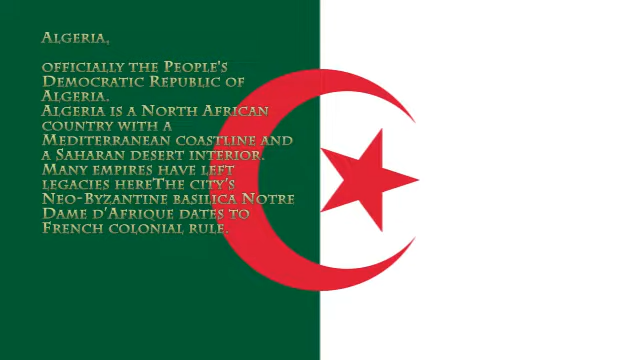 Algeria,
officially the People's
Democratic Republic of
Algeria.
Algeria is a North African
country with a
Mediterranean coastline and
a Saharan desert interior.
Many empires have left
legacies hereThe city's
Neo-Byzantine basilica Notre
Dame d'Afrique dates to
French colonial rule.